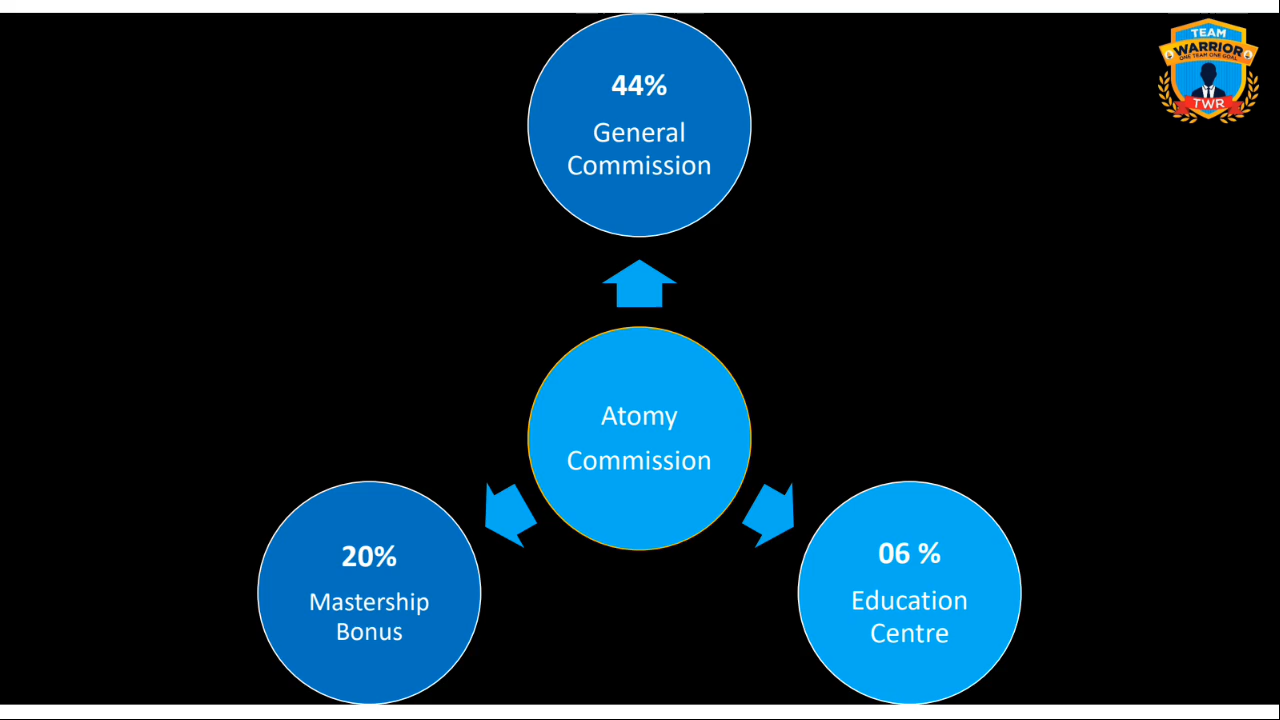 44%
General
Commission
TEAM
WARRIOR
ONE TEAM ONE GOAL
TWR
Atomy
Commission
20%
Mastership
Bonus
06 %
Education
Centre